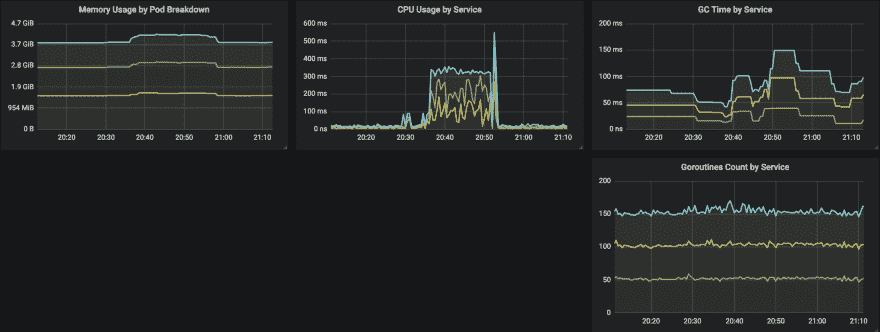 Memory Usage by Pod Breakdown
4.7 GiB
3.7 GiB
2.8 GiB
1.9 GiB
954 MiB
0 B
20:20 20:40 20:50 21:00 21:10
CPU Usage by Service
600 ms
500 ms
400 ms
300 ms
200 ms
100 ms
0 ns
20:20 20:30 20:40 20:50 21:00 21:10
GC Time by Service
200 ms
150 ms
100 ms
50 ms
0 ns
20:20 20:30 20:40 20:50 21:00 21:10
Goroutines Count by Service
200
150
100
50
0
20:20 20:30 20:40 20:50 21:00 21:10